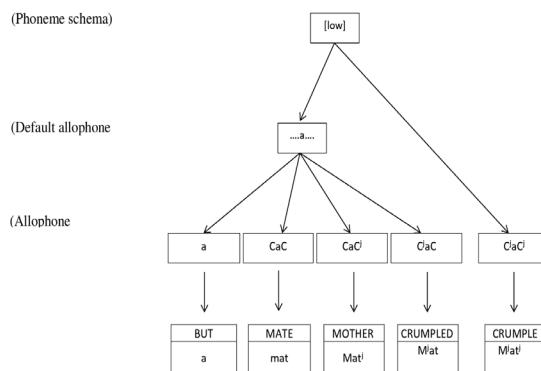 (Phoneme schema)
[low]
(Default allophone
....a....
(Allophone
a CaC CaCʲ CʲaC CʲaCʲ
BUT MATE MOTHER CRUMPLED CRUMPLE
a mat Matʲ Mʲat Mʲatʲ